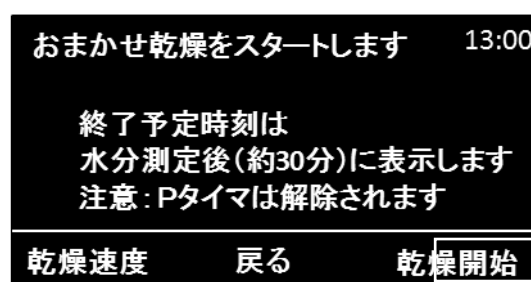 おまかせ乾燥をスタートします 13:00
終了予定時刻は
水分測定後(約30分)に表示します
注意:Pタイマは解除されます
乾燥速度 戻る 乾燥開始